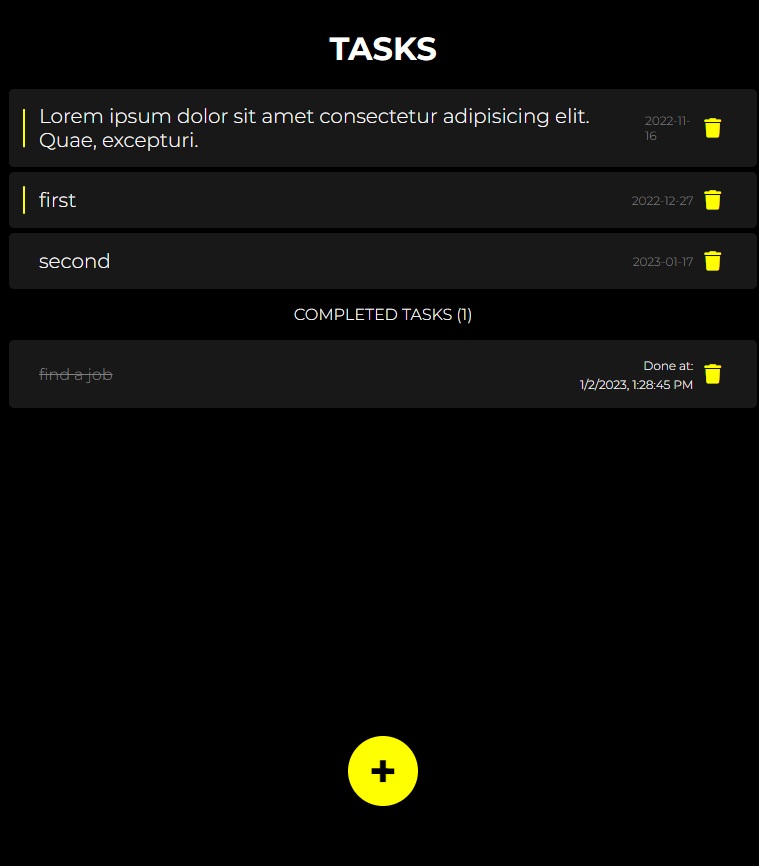 TASKS
Lorem ipsum dolor sit amet consectetur adipisicing elit.
Quae, excepturi.
2022-11-
16
first
2022-12-27
second
2023-01-17
COMPLETED TASKS (1)
find a job
Done at:
1/2/2023, 1:28:45 PM
+